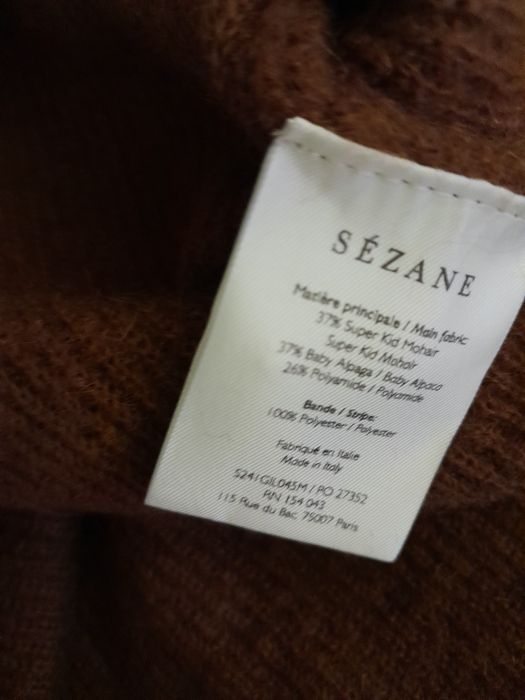 SÉZANE
Matière principale / Main fabric:
37% Super Kid Mohair
Super Kid Mohair
37% Baby Alpaga / Baby Alpaca
26% Polyamide / Polyamide
Bande / Stripe:
100% Polyester / Polyester
Fabriqué en Italie
Made in Italy
S241GIL045M / PO 27352
RN 154 043
115 Rue du Bac, 75007 Paris